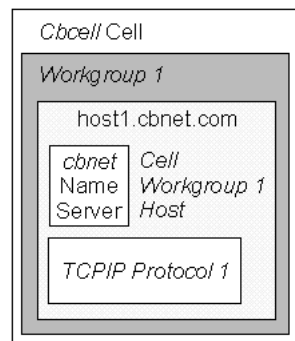 Cbcell Cell
Workgroup 1
host1.cbnet.com
cbnet
Name
Server
Cell
Workgroup 1
Host
TCPIP Protocol 1